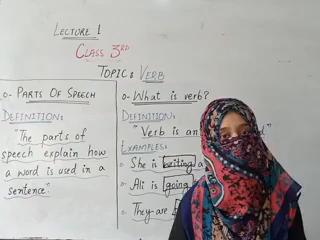 LECTURE 1
CLASS 3RD
TOPIC: VERB
o- PARTS OF SPEECH
DEFINITION:
"The parts of
speech explain how
a word is used in a
sentence".
o- What is verb?
DEFINITION:
"Verb is an
EXAMPLES:
o- She is writing a
o- Ali is going
o- They are